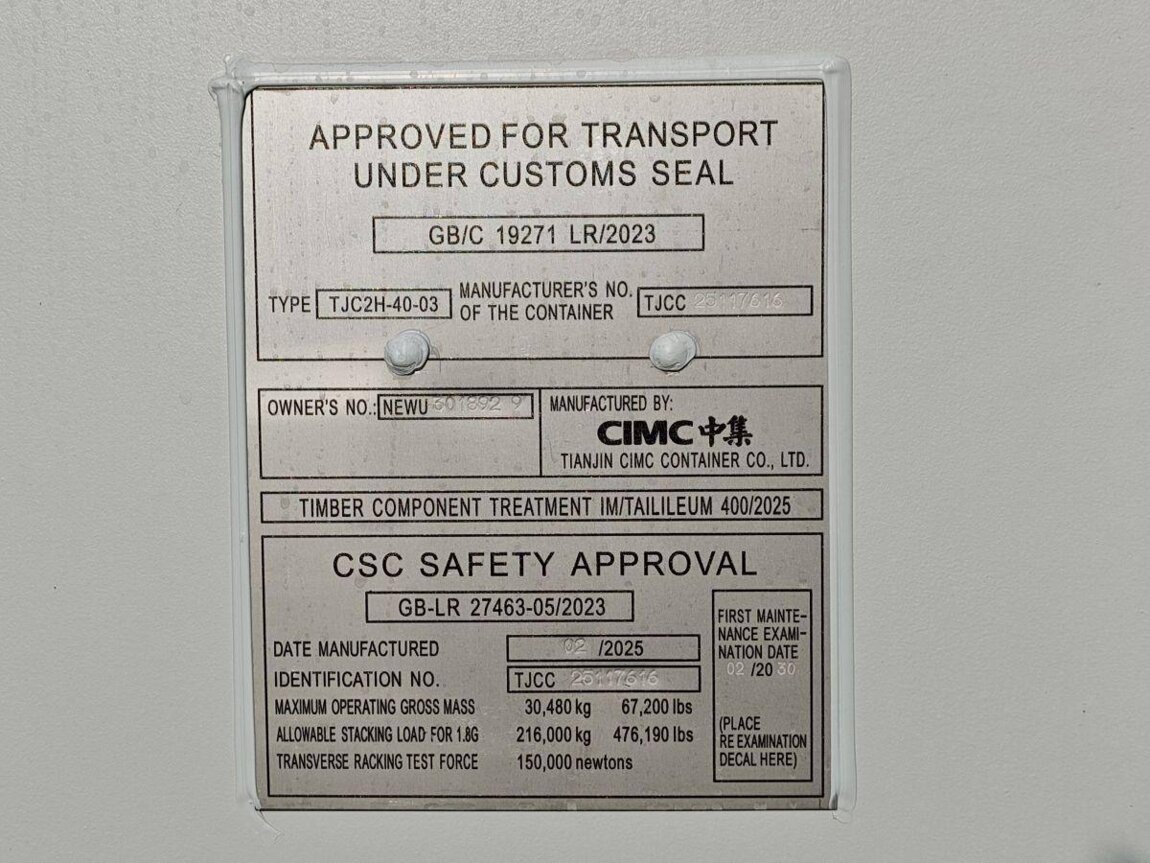 APPROVED FOR TRANSPORT
UNDER CUSTOMS SEAL
GB/C 19271 LR/2023
TYPE TJC2H-40-03
MANUFACTURER'S NO.
OF THE CONTAINER
TJCC 25117616
OWNER'S NO.: NEWU 601892 9
MANUFACTURED BY:
CIMC中集
TIANJIN CIMC CONTAINER CO., LTD.
TIMBER COMPONENT TREATMENT IM/TAILILEUM 400/2025
CSC SAFETY APPROVAL
GB-LR 27463-05/2023
DATE MANUFACTURED 02 /2025
IDENTIFICATION NO. TJCC 25117616
MAXIMUM OPERATING GROSS MASS 30,480 kg 67,200 lbs
ALLOWABLE STACKING LOAD FOR 1.8G 216,000 kg 476,190 lbs
TRANSVERSE RACKING TEST FORCE 150,000 newtons
FIRST MAINTE-
NANCE EXAMI-
NATION DATE
02 /20 30
(PLACE
RE EXAMINATION
DECAL HERE)